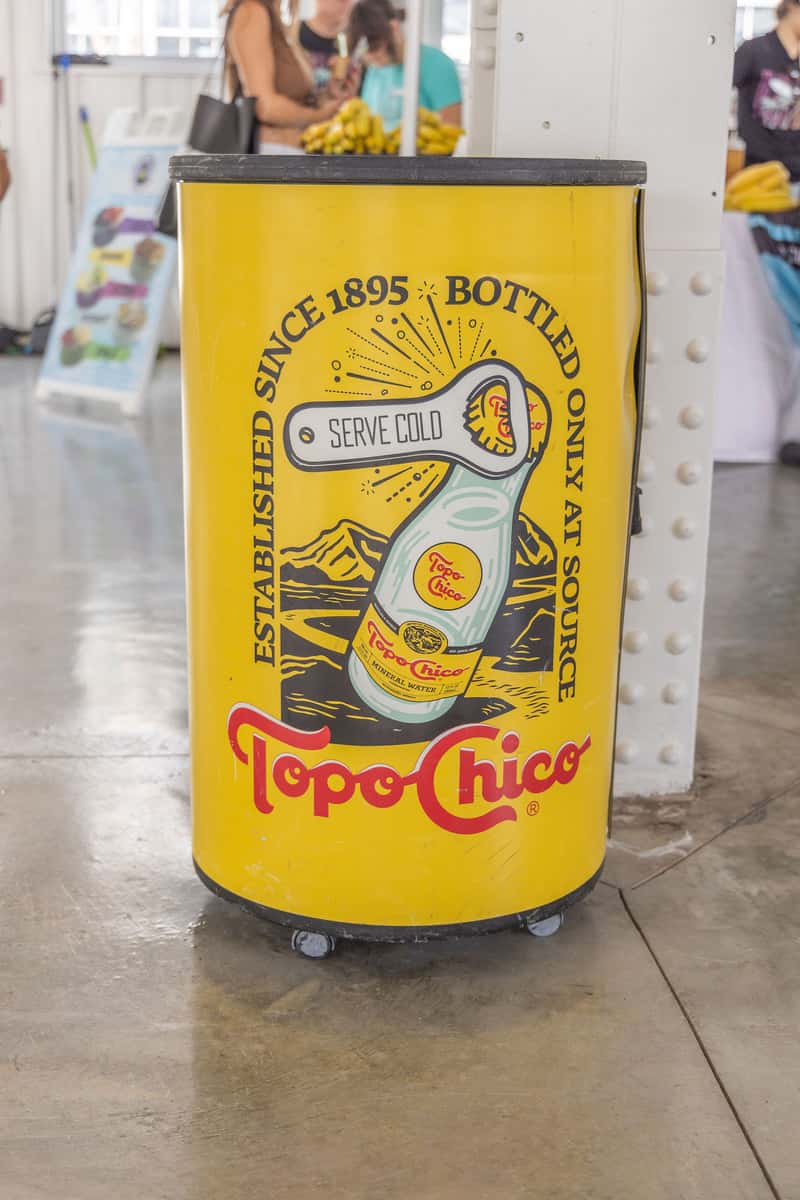 ESTABLISHED SINCE 1895
BOTTLED ONLY AT SOURCE
SERVE COLD
Topo
Chico
Topo Chico
MINERAL WATER
Topo Chico®